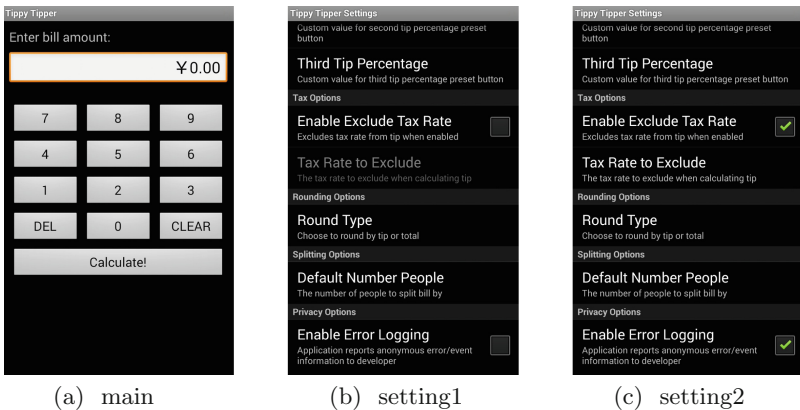 Tippy Tipper
Enter bill amount:
¥0.00
7 8 9
4 5 6
1 2 3
DEL 0 CLEAR
Calculate!
(a) main
Tippy Tipper Settings
Custom value for second tip percentage preset
button
Third Tip Percentage
Custom value for third tip percentage preset button
Tax Options
Enable Exclude Tax Rate
Excludes tax rate from tip when enabled
Tax Rate to Exclude
The tax rate to exclude when calculating tip
Rounding Options
Round Type
Choose to round by tip or total
Splitting Options
Default Number People
The number of people to split bill by
Privacy Options
Enable Error Logging
Application reports anonymous error/event
information to developer
(b) setting1
Tippy Tipper Settings
Custom value for second tip percentage preset
button
Third Tip Percentage
Custom value for third tip percentage preset button
Tax Options
Enable Exclude Tax Rate
Excludes tax rate from tip when enabled
Tax Rate to Exclude
The tax rate to exclude when calculating tip
Rounding Options
Round Type
Choose to round by tip or total
Splitting Options
Default Number People
The number of people to split bill by
Privacy Options
Enable Error Logging
Application reports anonymous error/event
information to developer
(c) setting2